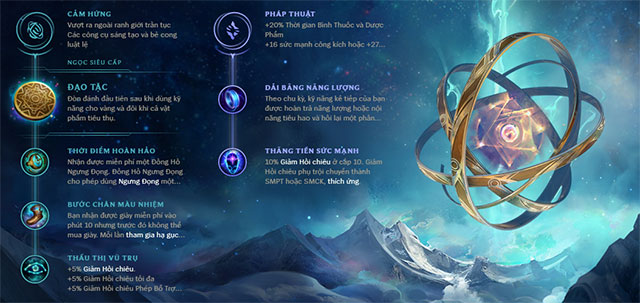 CẢM HỨNG
Vượt ra ngoài ranh giới trần tục
Các công cụ sáng tạo và bẻ cong
luật lệ
NGỌC SIÊU CẤP
ĐẠO TẶC
Đòn đánh đầu tiên sau khi dùng kỹ
năng cho vàng và đôi khi cả vật
phẩm tiêu thụ.
THỜI ĐIỂM HOÀN HẢO
Nhận được miễn phí một Đồng Hồ
Ngưng Đọng. Đồng Hồ Ngưng Đọng
cho phép dùng Ngưng Đọng một...
BƯỚC CHÂN MÀU NHIỆM
Bạn nhận được giày miễn phí vào
phút 10 nhưng trước đó không thể
mua giày. Mỗi lần tham gia hạ gục...
THẤU THỊ VŨ TRỤ
+5% Giảm Hồi chiêu.
+5% Giảm Hồi chiêu tối đa
+5% Giảm Hồi chiêu Phép Bổ Trợ...
PHÁP THUẬT
+20% Thời gian Bình Thuốc và Dược
Phẩm
+16 sức mạnh công kích hoặc +27...
DẢI BĂNG NĂNG LƯỢNG
Theo chu kỳ, kỹ năng kế tiếp của bạn
được hoàn trả năng lượng hoặc nội
năng tiêu hao và hồi lại một phần...
THĂNG TIẾN SỨC MẠNH
10% Giảm Hồi chiêu ở cấp 10. Giảm
Hồi chiêu phụ trội chuyển thành
SMPT hoặc SMCK, thích ứng.